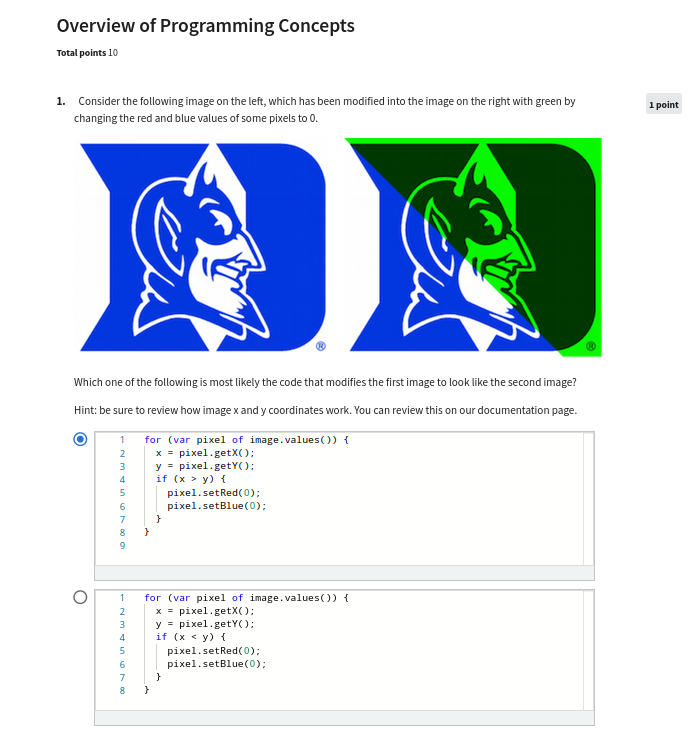 Overview of Programming Concepts
Total points 10
1. Consider the following image on the left, which has been modified into the image on the right with green by
1 point
changing the red and blue values of some pixels to 0.
®
®
Which one of the following is most likely the code that modifies the first image to look like the second image?
Hint: be sure to review how image x and y coordinates work. You can review this on our documentation page.
1 for (var pixel of image.values()) {
2 x = pixel.getX();
3 y = pixel.getY();
4 if (x > y) {
5 pixel.setRed(0);
6 pixel.setBlue(0);
7 }
8 }
9
1 for (var pixel of image.values()) {
2 x = pixel.getX();
3 y = pixel.getY();
4 if (x < y) {
5 pixel.setRed(0);
6 pixel.setBlue(0);
7 }
8 }